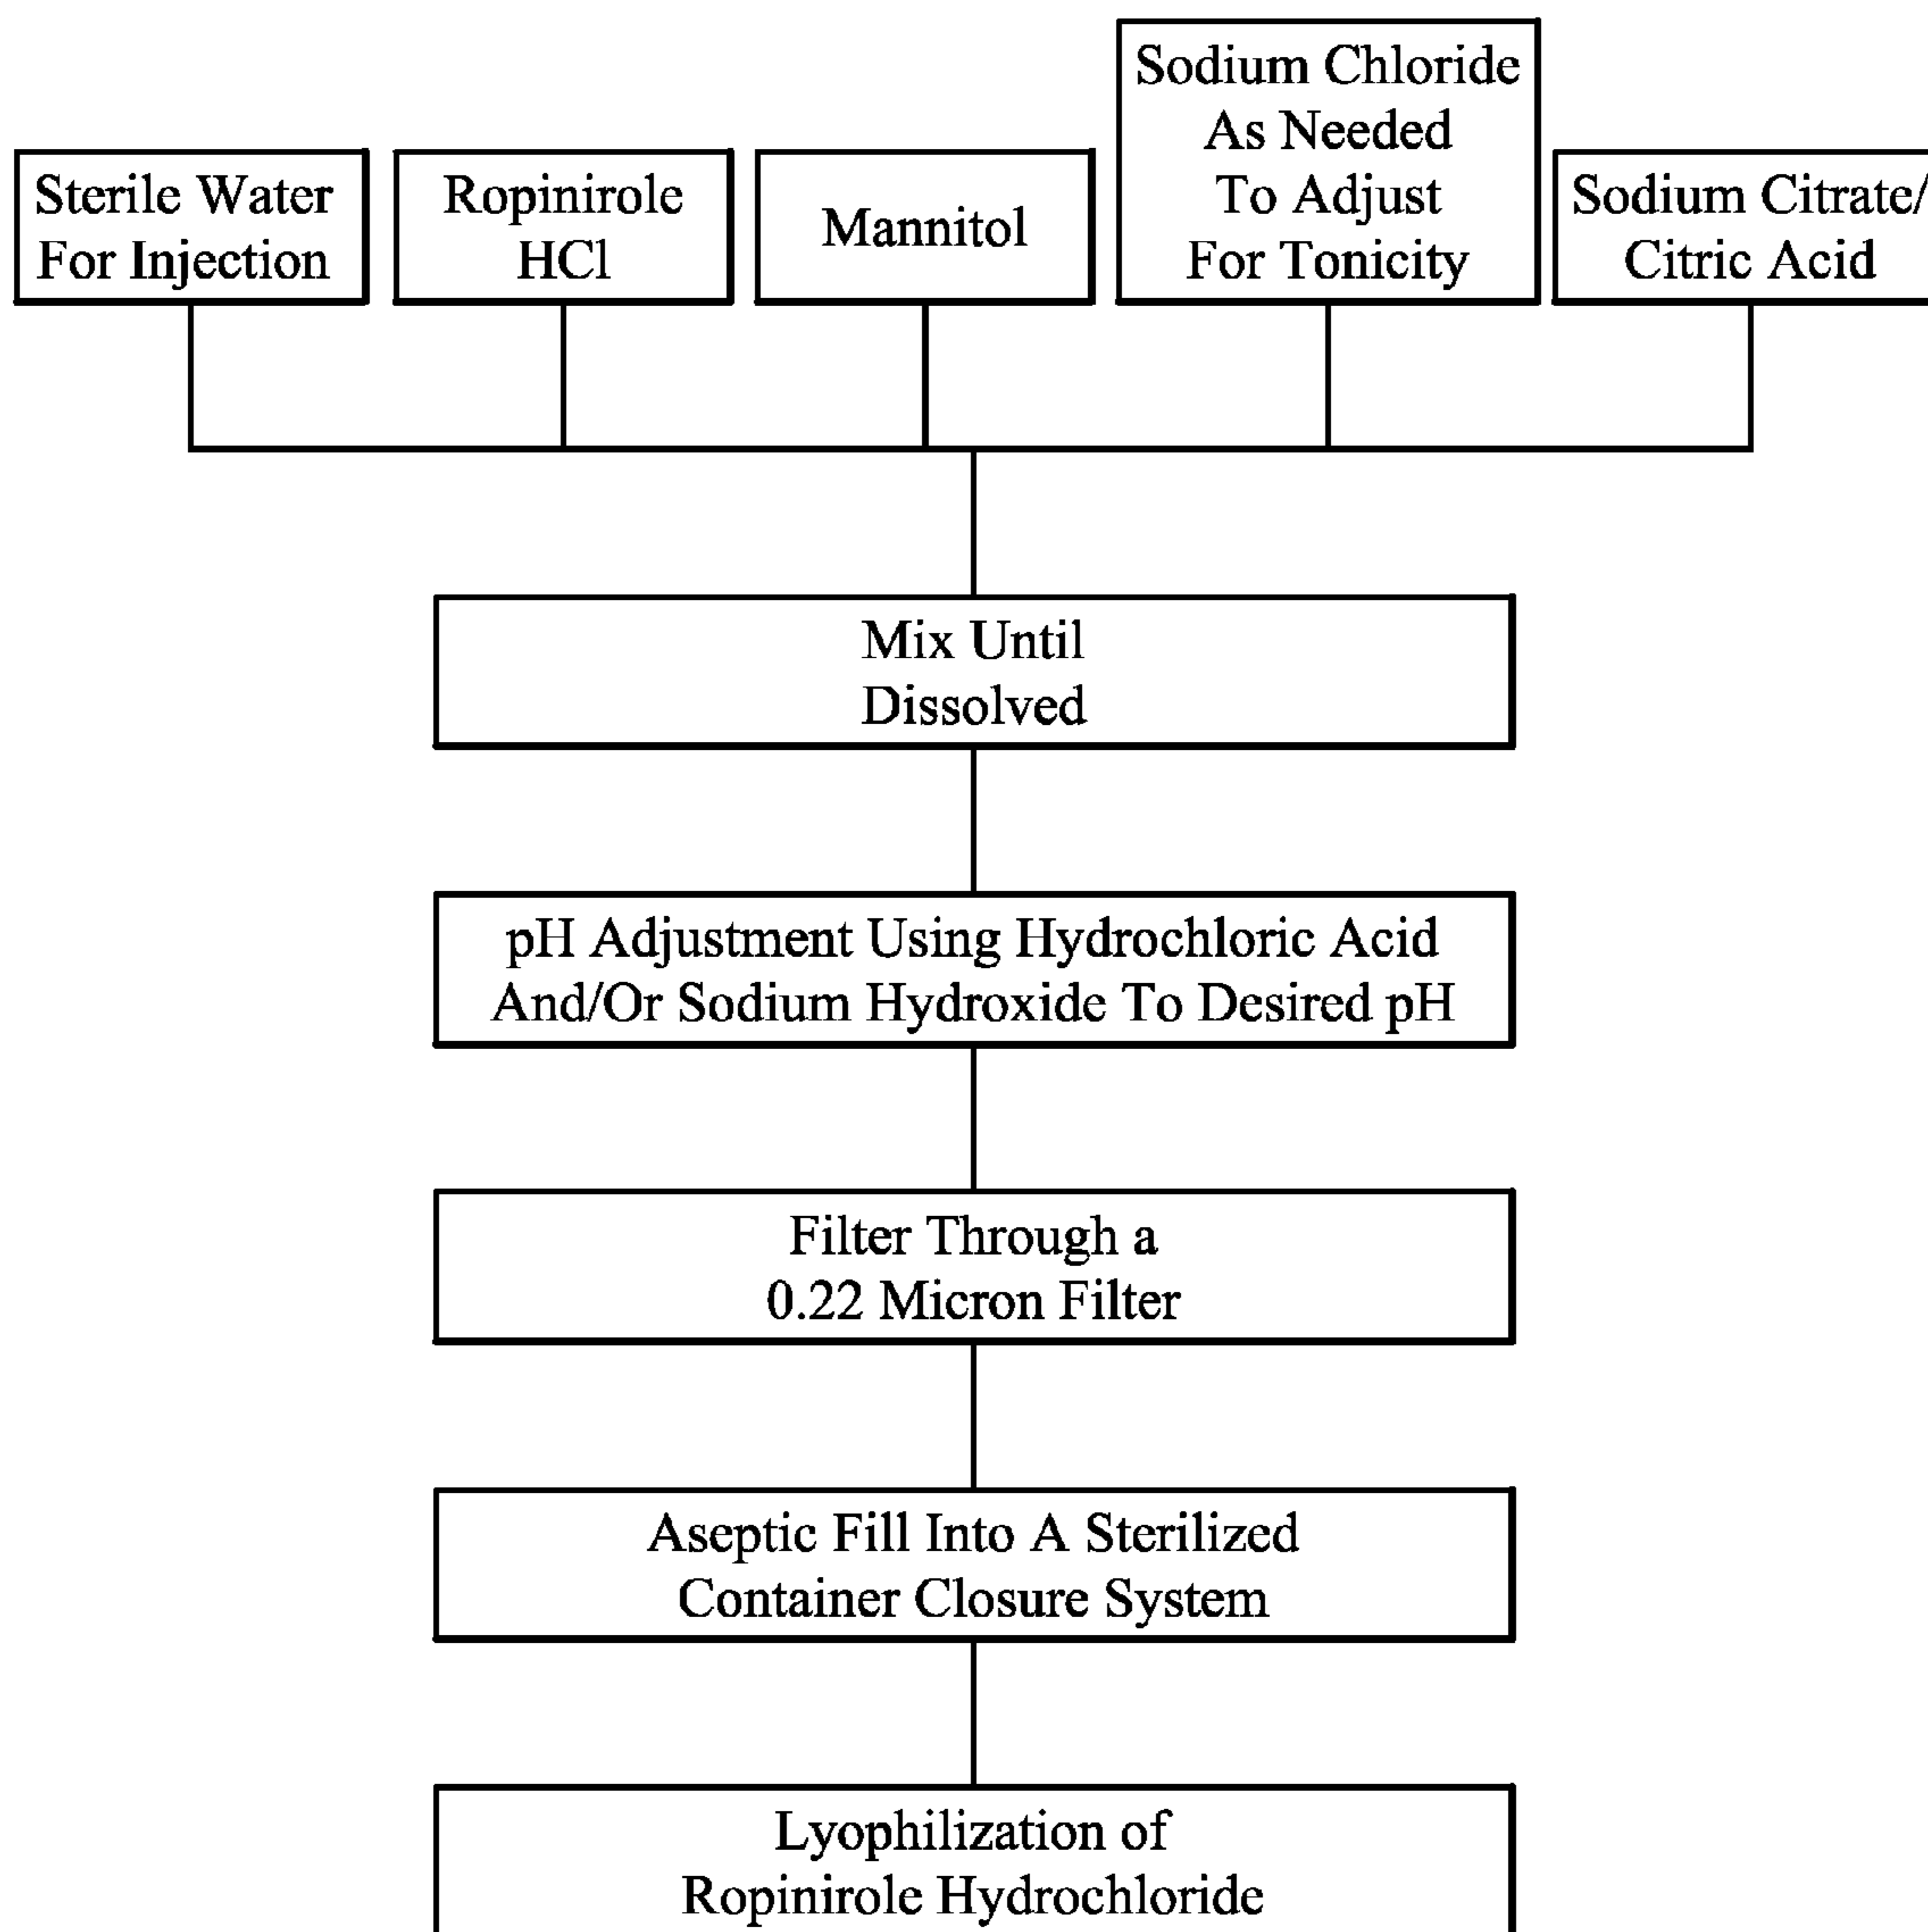 Sterile Water
For Injection
Ropinirole
HCl
Mannitol
Sodium Chloride
As Needed
To Adjust
For Tonicity
Sodium Citrate/
Citric Acid
Mix Until
Dissolved
pH Adjustment Using Hydrochloric Acid
And/Or Sodium Hydroxide To Desired pH
Filter Through a
0.22 Micron Filter
Aseptic Fill Into A Sterilized
Container Closure System
Lyophilization of
Ropinirole Hydrochloride